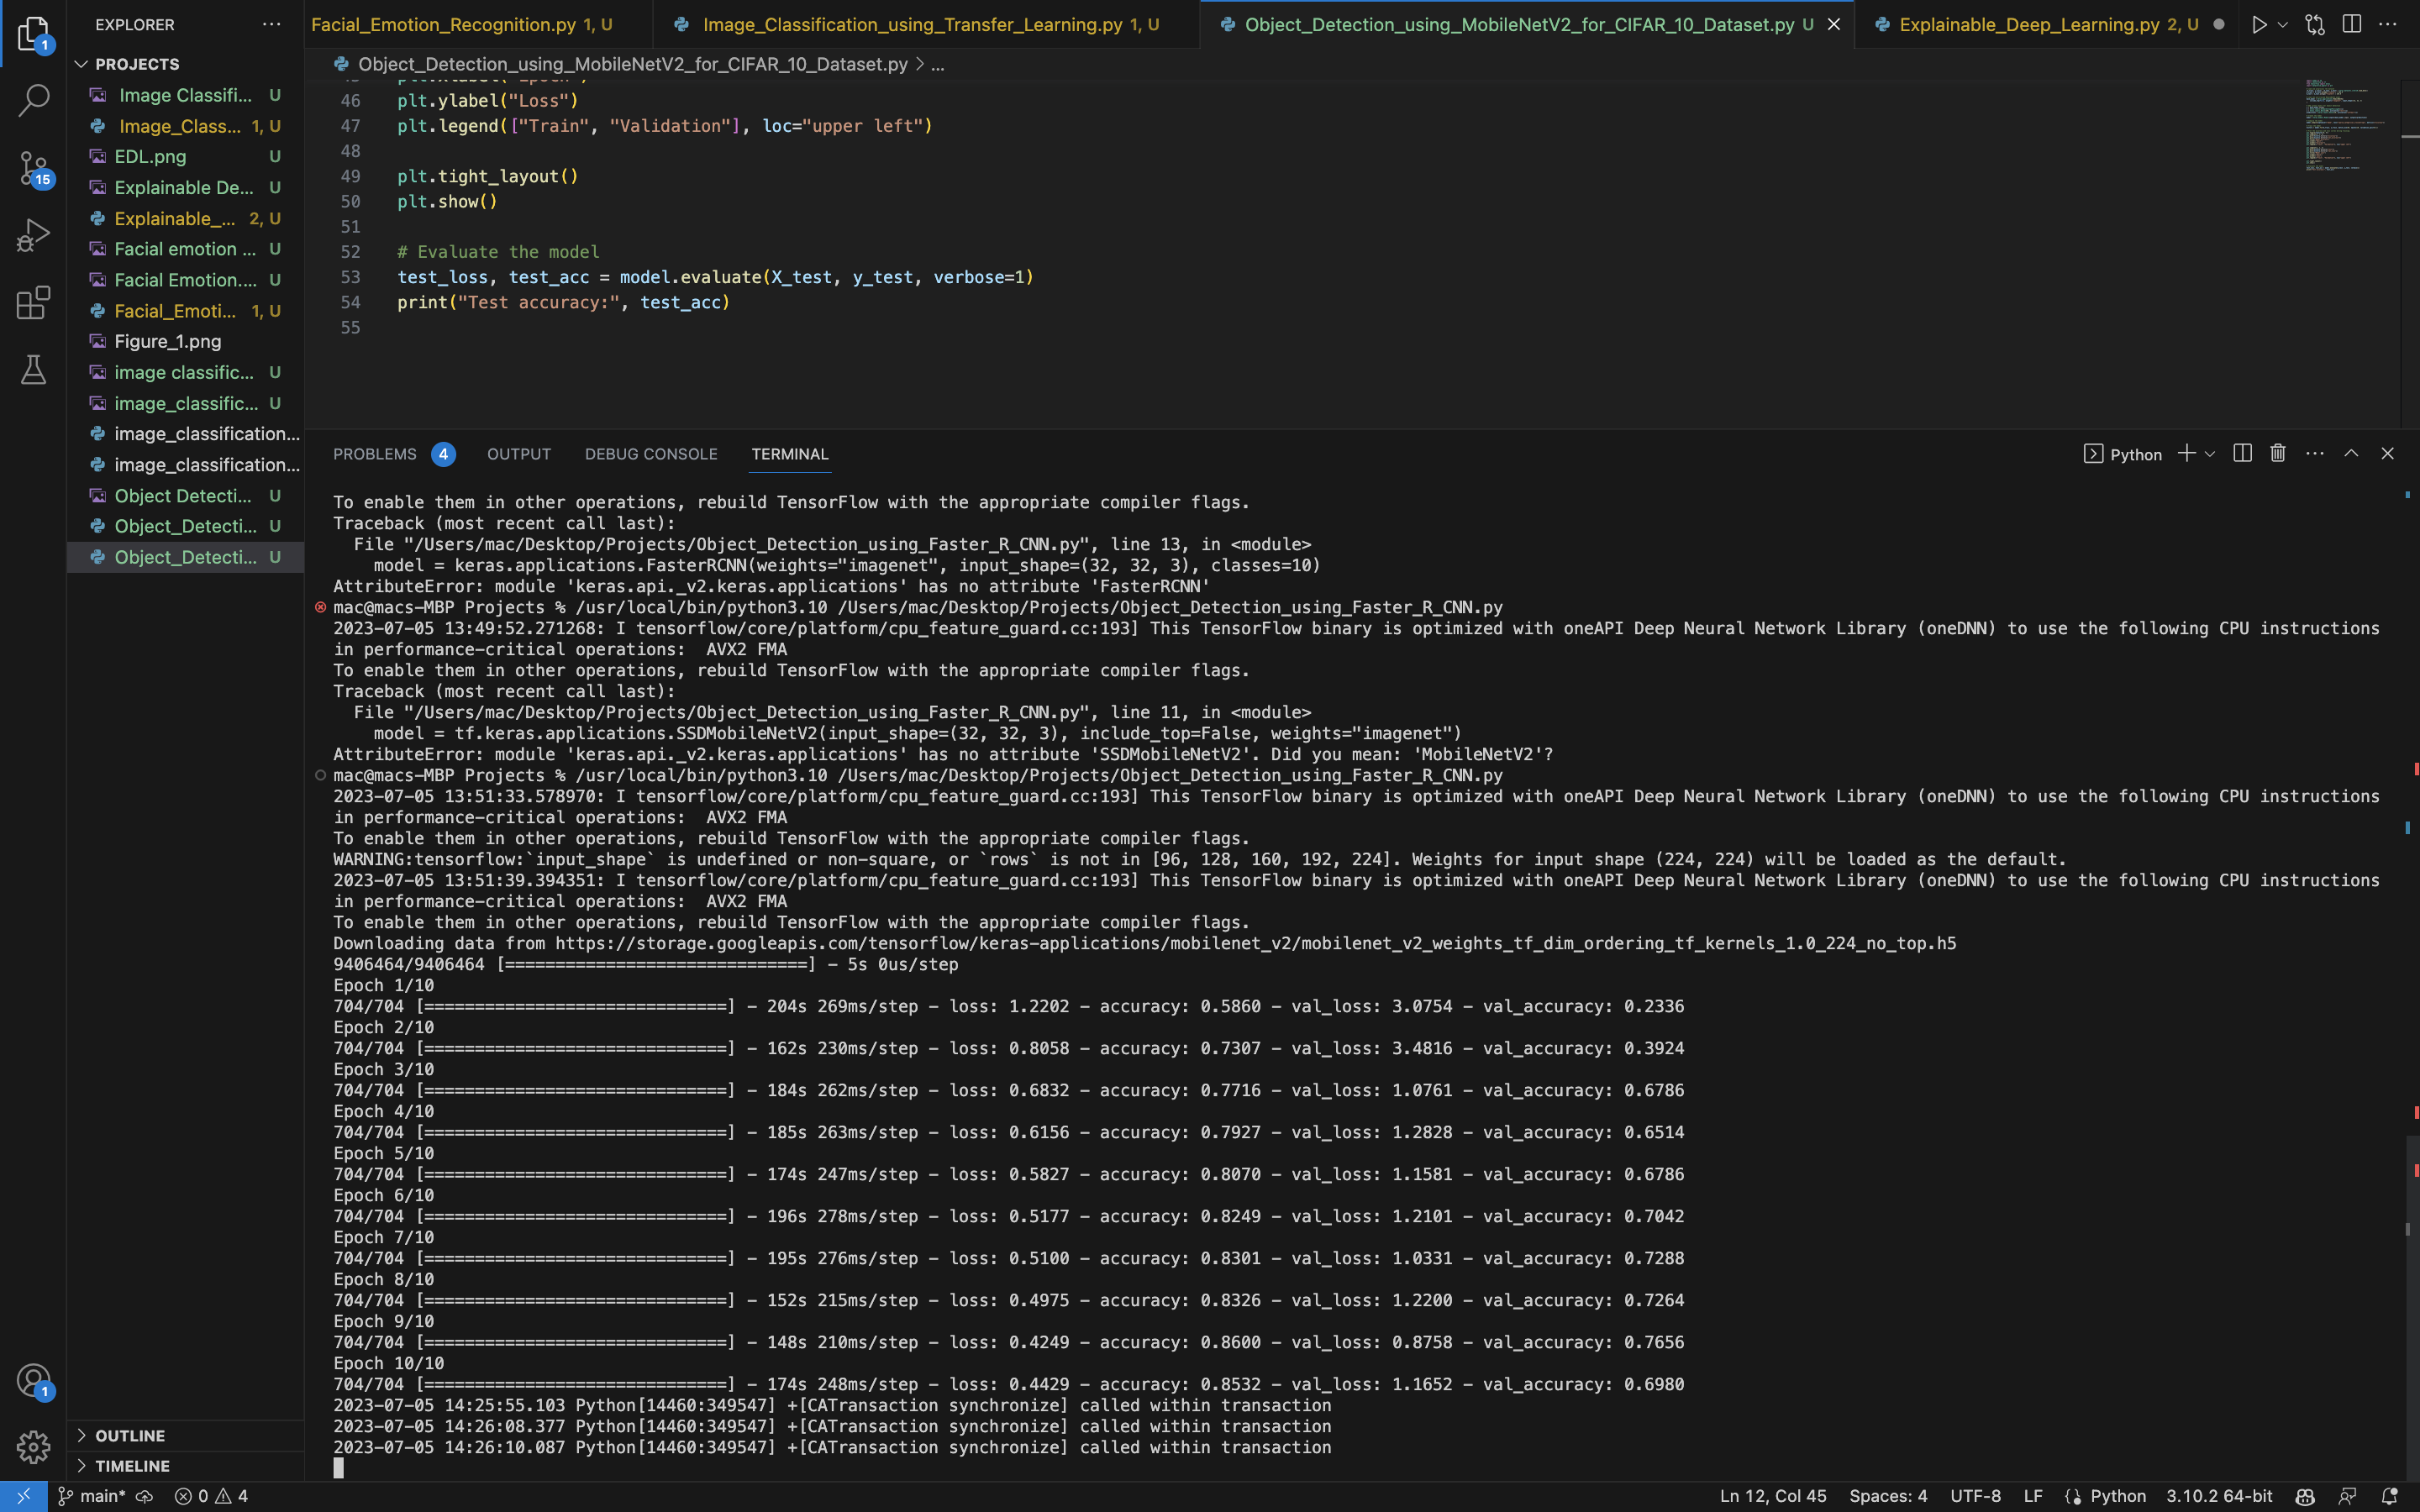 EXPLORER
Facial_Emotion_Recognition.py 1, U
Image_Classification_using_Transfer_Learning.py 1, U
Object_Detection_using_MobileNetV2_for_CIFAR_10_Dataset.py U
Explainable_Deep_Learning.py 2, U
1
15
1
PROJECTS
Image Classifi... U
Image_Class... 1, U
EDL.png U
Explainable De... U
Explainable_... 2, U
Facial emotion ... U
Facial Emotion.... U
Facial_Emoti... 1, U
Figure_1.png
image classific... U
image_classific... U
image_classification...
image_classification...
Object Detecti... U
Object_Detecti... U
Object_Detecti... U
OUTLINE
TIMELINE
Object_Detection_using_MobileNetV2_for_CIFAR_10_Dataset.py > ...
46 plt.ylabel("Loss")
47 plt.legend(["Train", "Validation"], loc="upper left")
48
49 plt.tight_layout()
50 plt.show()
51
52 # Evaluate the model
53 test_loss, test_acc = model.evaluate(X_test, y_test, verbose=1)
54 print("Test accuracy:", test_acc)
55
PROBLEMS 4 OUTPUT DEBUG CONSOLE TERMINAL Python
To enable them in other operations, rebuild TensorFlow with the appropriate compiler flags.
Traceback (most recent call last):
File "/Users/mac/Desktop/Projects/Object_Detection_using_Faster_R_CNN.py", line 13, in <module>
model = keras.applications.FasterRCNN(weights="imagenet", input_shape=(32, 32, 3), classes=10)
AttributeError: module 'keras.api._v2.keras.applications' has no attribute 'FasterRCNN'
mac@macs-MBP Projects % /usr/local/bin/python3.10 /Users/mac/Desktop/Projects/Object_Detection_using_Faster_R_CNN.py
2023-07-05 13:49:52.271268: I tensorflow/core/platform/cpu_feature_guard.cc:193] This TensorFlow binary is optimized with oneAPI Deep Neural Network Library (oneDNN) to use the following CPU instructions
in performance-critical operations:  AVX2 FMA
To enable them in other operations, rebuild TensorFlow with the appropriate compiler flags.
Traceback (most recent call last):
File "/Users/mac/Desktop/Projects/Object_Detection_using_Faster_R_CNN.py", line 11, in <module>
model = tf.keras.applications.SSDMobileNetV2(input_shape=(32, 32, 3), include_top=False, weights="imagenet")
AttributeError: module 'keras.api._v2.keras.applications' has no attribute 'SSDMobileNetV2'. Did you mean: 'MobileNetV2'?
mac@macs-MBP Projects % /usr/local/bin/python3.10 /Users/mac/Desktop/Projects/Object_Detection_using_Faster_R_CNN.py
2023-07-05 13:51:33.578970: I tensorflow/core/platform/cpu_feature_guard.cc:193] This TensorFlow binary is optimized with oneAPI Deep Neural Network Library (oneDNN) to use the following CPU instructions
in performance-critical operations:  AVX2 FMA
To enable them in other operations, rebuild TensorFlow with the appropriate compiler flags.
WARNING:tensorflow:`input_shape` is undefined or non-square, or `rows` is not in [96, 128, 160, 192, 224]. Weights for input shape (224, 224) will be loaded as the default.
2023-07-05 13:51:39.394351: I tensorflow/core/platform/cpu_feature_guard.cc:193] This TensorFlow binary is optimized with oneAPI Deep Neural Network Library (oneDNN) to use the following CPU instructions
in performance-critical operations:  AVX2 FMA
To enable them in other operations, rebuild TensorFlow with the appropriate compiler flags.
Downloading data from https://storage.googleapis.com/tensorflow/keras-applications/mobilenet_v2/mobilenet_v2_weights_tf_dim_ordering_tf_kernels_1.0_224_no_top.h5
9406464/9406464 [==============================] - 5s 0us/step
Epoch 1/10
704/704 [==============================] - 204s 269ms/step - loss: 1.2202 - accuracy: 0.5860 - val_loss: 3.0754 - val_accuracy: 0.2336
Epoch 2/10
704/704 [==============================] - 162s 230ms/step - loss: 0.8058 - accuracy: 0.7307 - val_loss: 3.4816 - val_accuracy: 0.3924
Epoch 3/10
704/704 [==============================] - 184s 262ms/step - loss: 0.6832 - accuracy: 0.7716 - val_loss: 1.0761 - val_accuracy: 0.6786
Epoch 4/10
704/704 [==============================] - 185s 263ms/step - loss: 0.6156 - accuracy: 0.7927 - val_loss: 1.2828 - val_accuracy: 0.6514
Epoch 5/10
704/704 [==============================] - 174s 247ms/step - loss: 0.5827 - accuracy: 0.8070 - val_loss: 1.1581 - val_accuracy: 0.6786
Epoch 6/10
704/704 [==============================] - 196s 278ms/step - loss: 0.5177 - accuracy: 0.8249 - val_loss: 1.2101 - val_accuracy: 0.7042
Epoch 7/10
704/704 [==============================] - 195s 276ms/step - loss: 0.5100 - accuracy: 0.8301 - val_loss: 1.0331 - val_accuracy: 0.7288
Epoch 8/10
704/704 [==============================] - 152s 215ms/step - loss: 0.4975 - accuracy: 0.8326 - val_loss: 1.2200 - val_accuracy: 0.7264
Epoch 9/10
704/704 [==============================] - 148s 210ms/step - loss: 0.4249 - accuracy: 0.8600 - val_loss: 0.8758 - val_accuracy: 0.7656
Epoch 10/10
704/704 [==============================] - 174s 248ms/step - loss: 0.4429 - accuracy: 0.8532 - val_loss: 1.1652 - val_accuracy: 0.6980
2023-07-05 14:25:55.103 Python[14460:349547] +[CATransaction synchronize] called within transaction
2023-07-05 14:26:08.377 Python[14460:349547] +[CATransaction synchronize] called within transaction
2023-07-05 14:26:10.087 Python[14460:349547] +[CATransaction synchronize] called within transaction
main* 0 4 Ln 12, Col 45 Spaces: 4 UTF-8 LF Python 3.10.2 64-bit